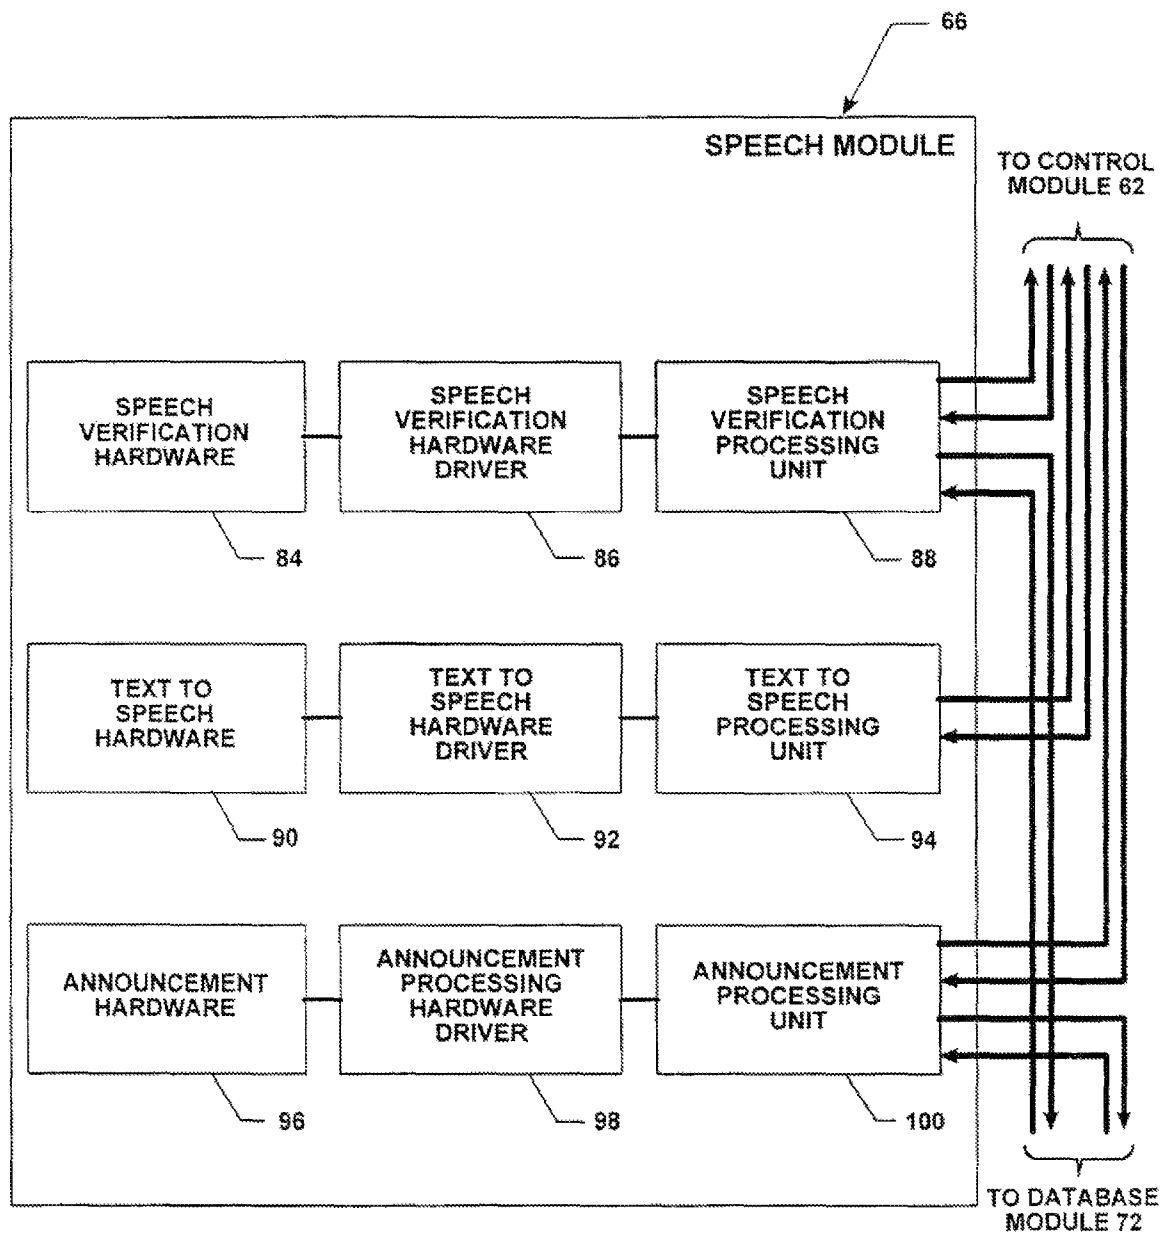 66
SPEECH MODULE
TO CONTROL
MODULE 62
SPEECH
VERIFICATION
HARDWARE
84
SPEECH
VERIFICATION
HARDWARE
DRIVER
86
SPEECH
VERIFICATION
PROCESSING
UNIT
88
TEXT TO
SPEECH
HARDWARE
90
TEXT TO
SPEECH
HARDWARE
DRIVER
92
TEXT TO
SPEECH
PROCESSING
UNIT
94
ANNOUNCEMENT
HARDWARE
96
ANNOUNCEMENT
PROCESSING
HARDWARE
DRIVER
98
ANNOUNCEMENT
PROCESSING
UNIT
100
TO DATABASE
MODULE 72